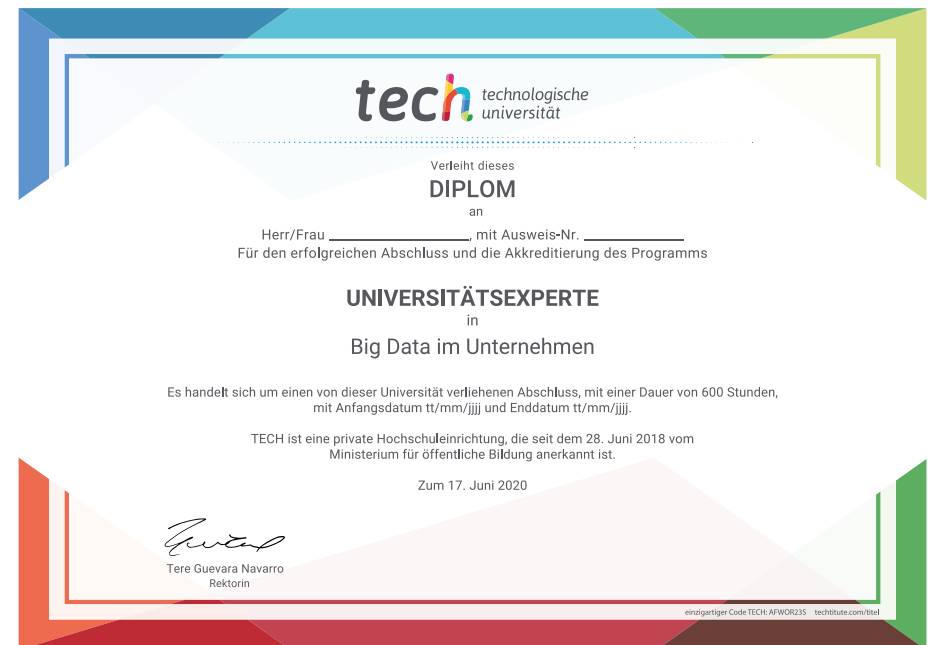 tech technologische
universität
Verleiht dieses
DIPLOM
an
Herr/Frau ____________________, mit Ausweis-Nr. ______________
Für den erfolgreichen Abschluss und die Akkreditierung des Programms
UNIVERSITÄTSEXPERTE
in
Big Data im Unternehmen
Es handelt sich um einen von dieser Universität verliehenen Abschluss, mit einer Dauer von 600 Stunden,
mit Anfangsdatum tt/mm/jjjj und Enddatum tt/mm/jjjj.
TECH ist eine private Hochschuleinrichtung, die seit dem 28. Juni 2018 vom
Ministerium für öffentliche Bildung anerkannt ist.
Zum 17. Juni 2020
Tere Guevara Navarro
Rektorin
einzigartiger Code TECH: AFWOR23S techtitute.com/titel